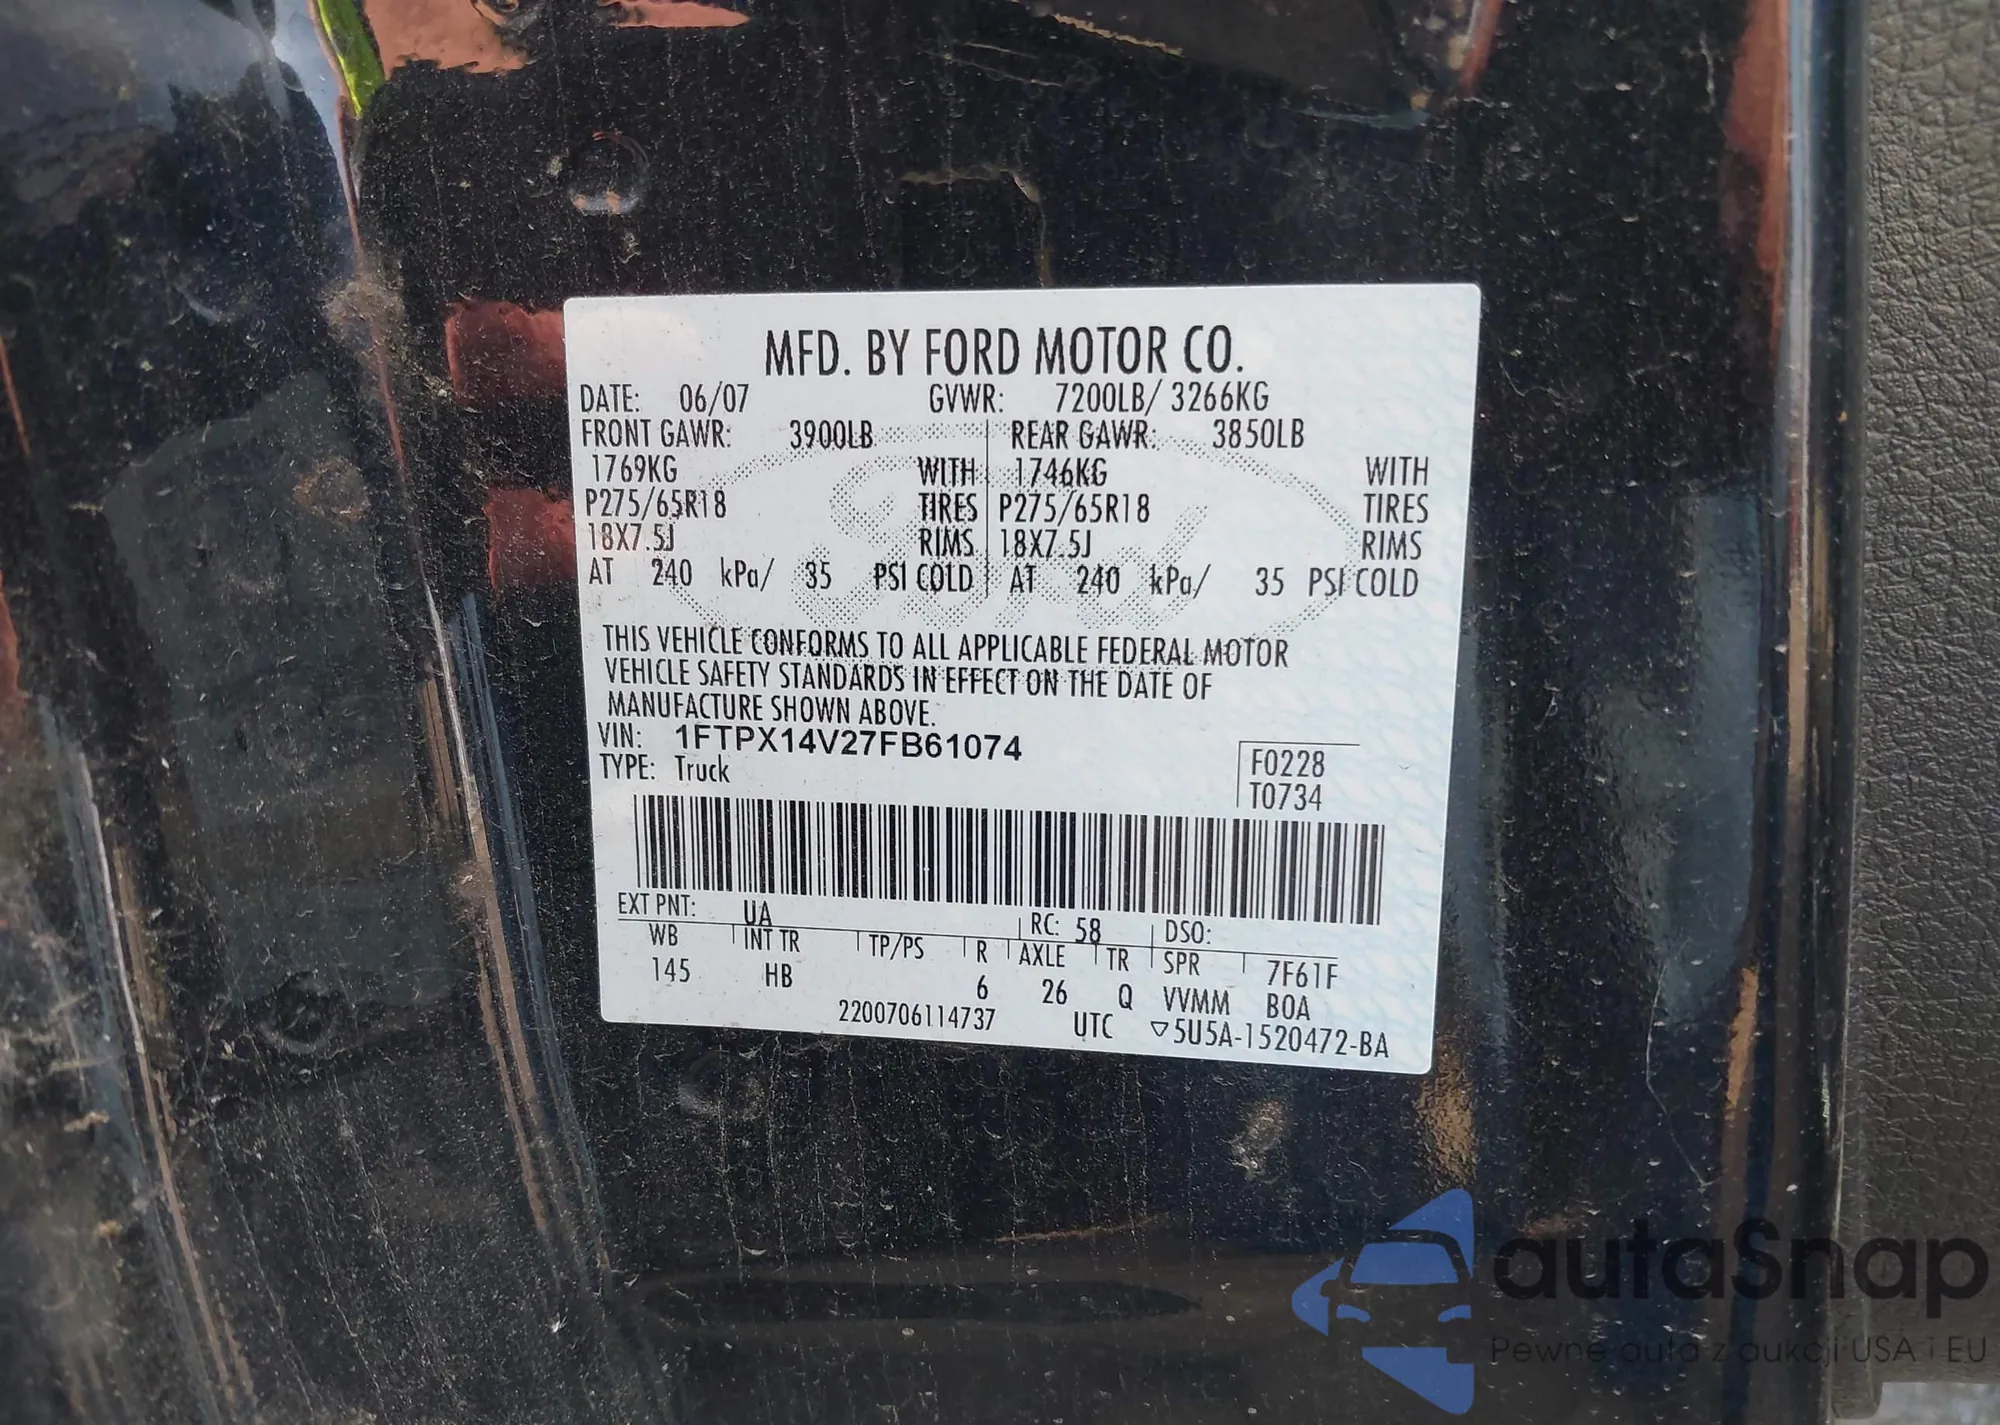 MFD. BY FORD MOTOR CO.
DATE: 06/07 GVWR: 7200LB/ 3266KG
FRONT GAWR: 3900LB REAR GAWR: 3850LB
1769KG WITH 1746KG WITH
P275/65R18 TIRES P275/65R18 TIRES
18X7.5J RIMS 18X7.5J RIMS
AT 240 kPa/ 35 PSI COLD AT 240 kPa/ 35 PSI COLD
THIS VEHICLE CONFORMS TO ALL APPLICABLE FEDERAL MOTOR
VEHICLE SAFETY STANDARDS IN EFFECT ON THE DATE OF
MANUFACTURE SHOWN ABOVE.
VIN: 1FTPX14V27FB61074
TYPE: Truck
F0228
T0734
EXT PNT: UA RC: 58 DSO:
WB INT TR TP/PS R AXLE TR SPR 7F61F
145 HB 6 26 Q VVMM BOA
2200706114737 UTC ▽5U5A-1520472-BA
Ford
autaSnap
Pewne auta z aukcji USA i EU